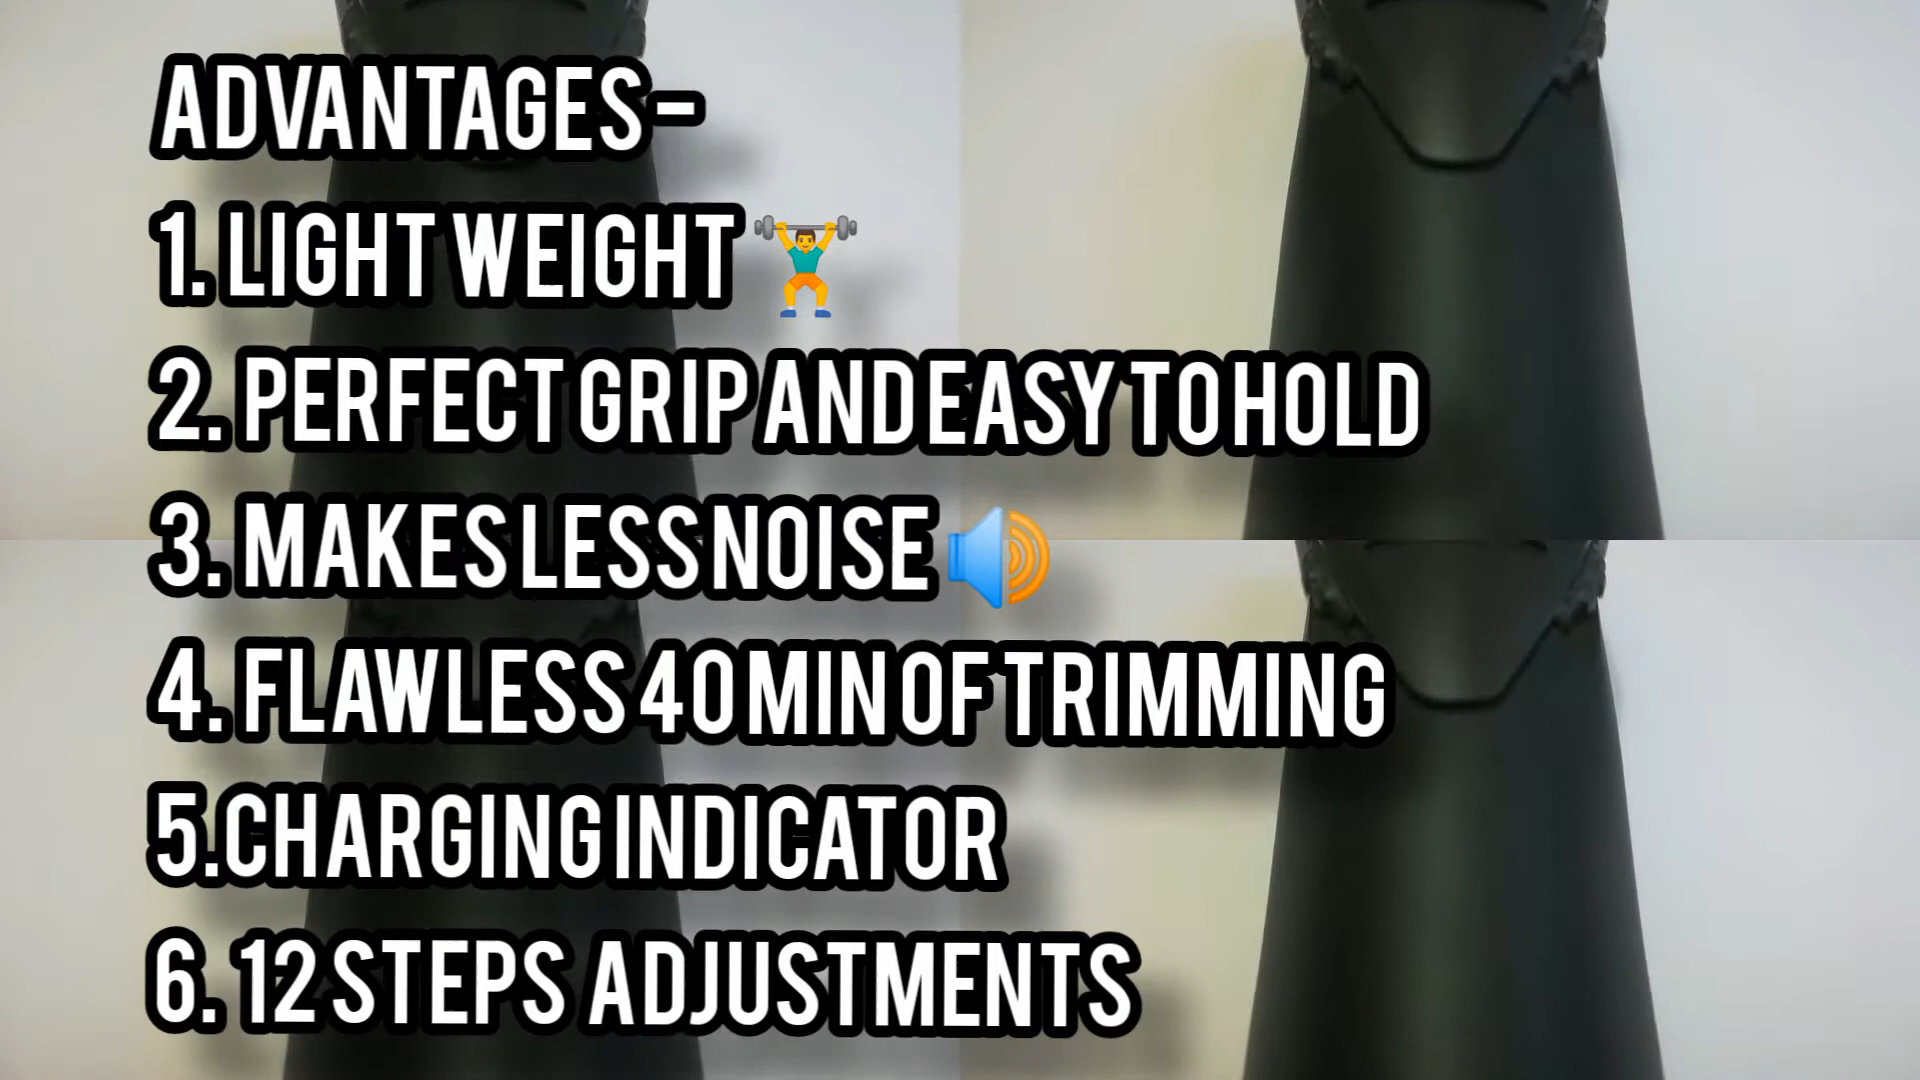 ADVANTAGES -
1. LIGHT WEIGHT 🏋️‍♂️
2. PERFECT GRIP AND EASY TO HOLD
3. MAKES LESS NOISE 🔊
4. FLAWLESS 40 MIN OF TRIMMING
5.CHARGING INDICATOR
6. 12 STEPS ADJUSTMENTS